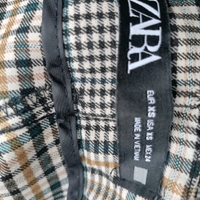 ZARA
EUR XS USA XS MEX 24
MADE IN VIETNAM